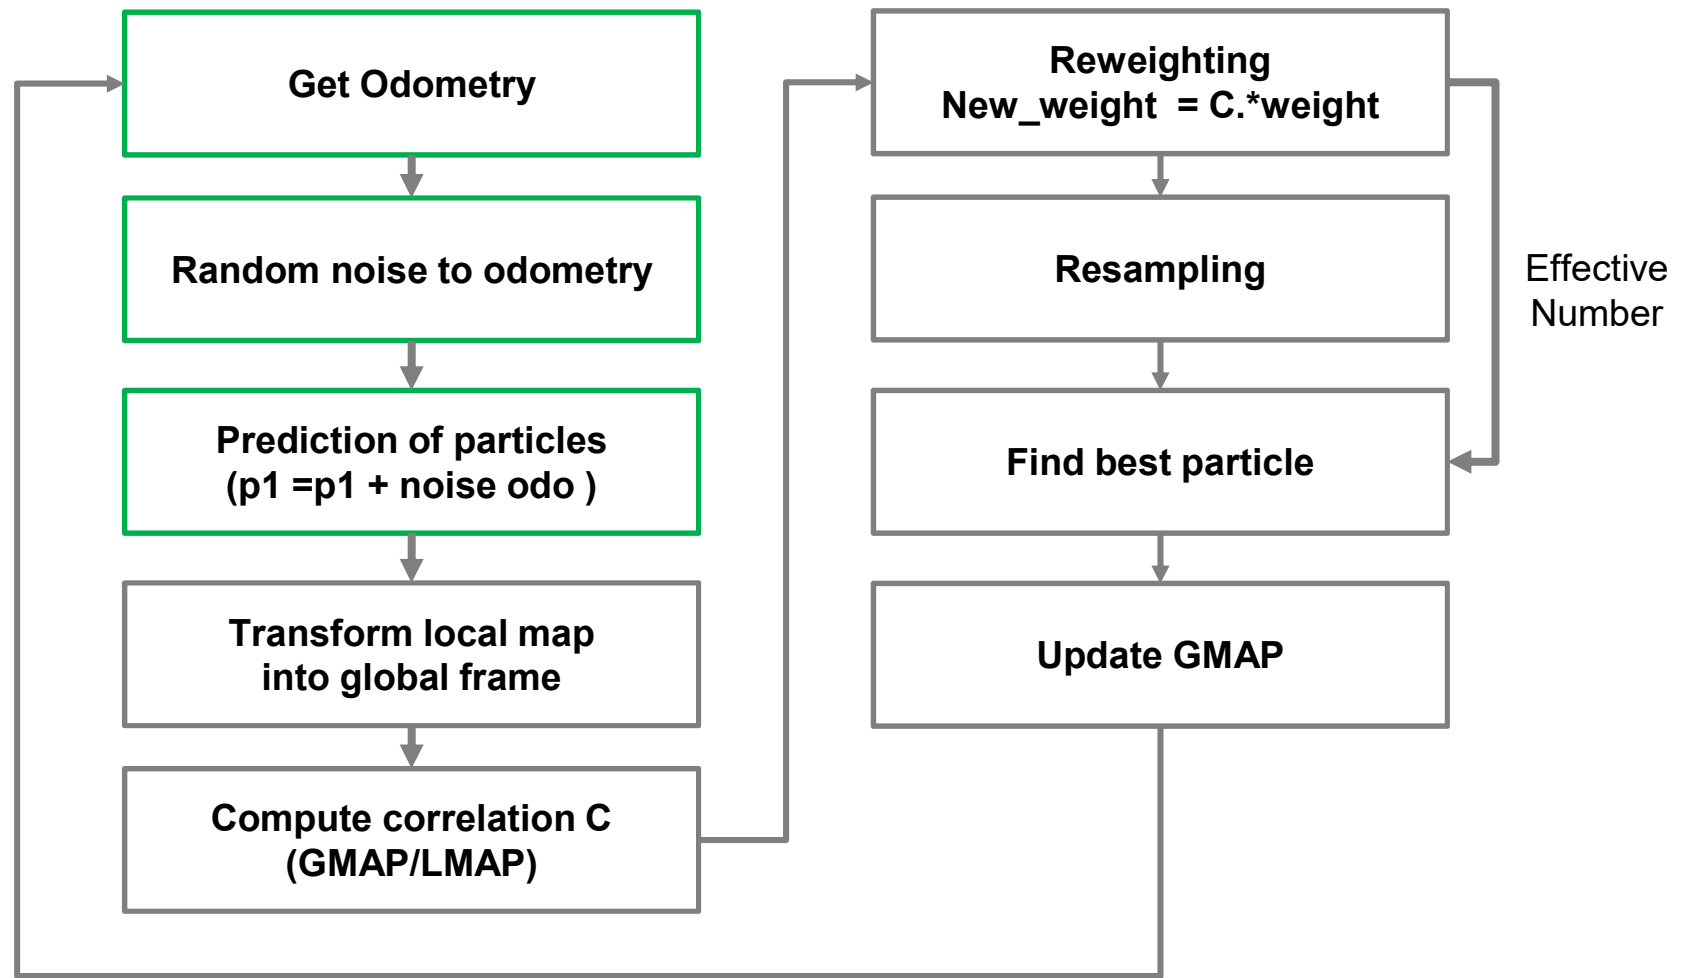 Get Odometry
Random noise to odometry
Prediction of particles
(p1 =p1 + noise odo )
Transform local map
into global frame
Compute correlation C
(GMAP/LMAP)
Reweighting
New_weight  = C.*weight
Resampling
Find best particle
Update GMAP
Effective
Number